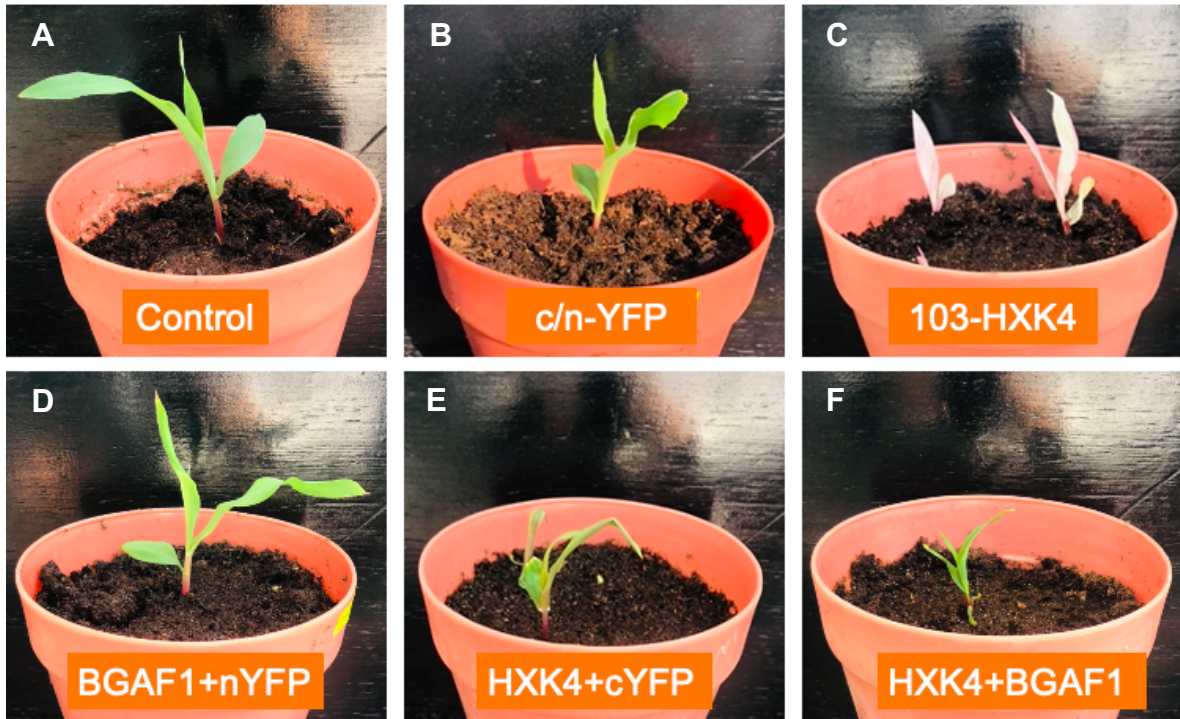 A
Control
B
c/n-YFP
C
103-HXK4
D
BGAF1+nYFP
E
HXK4+cYFP
F
HXK4+BGAF1